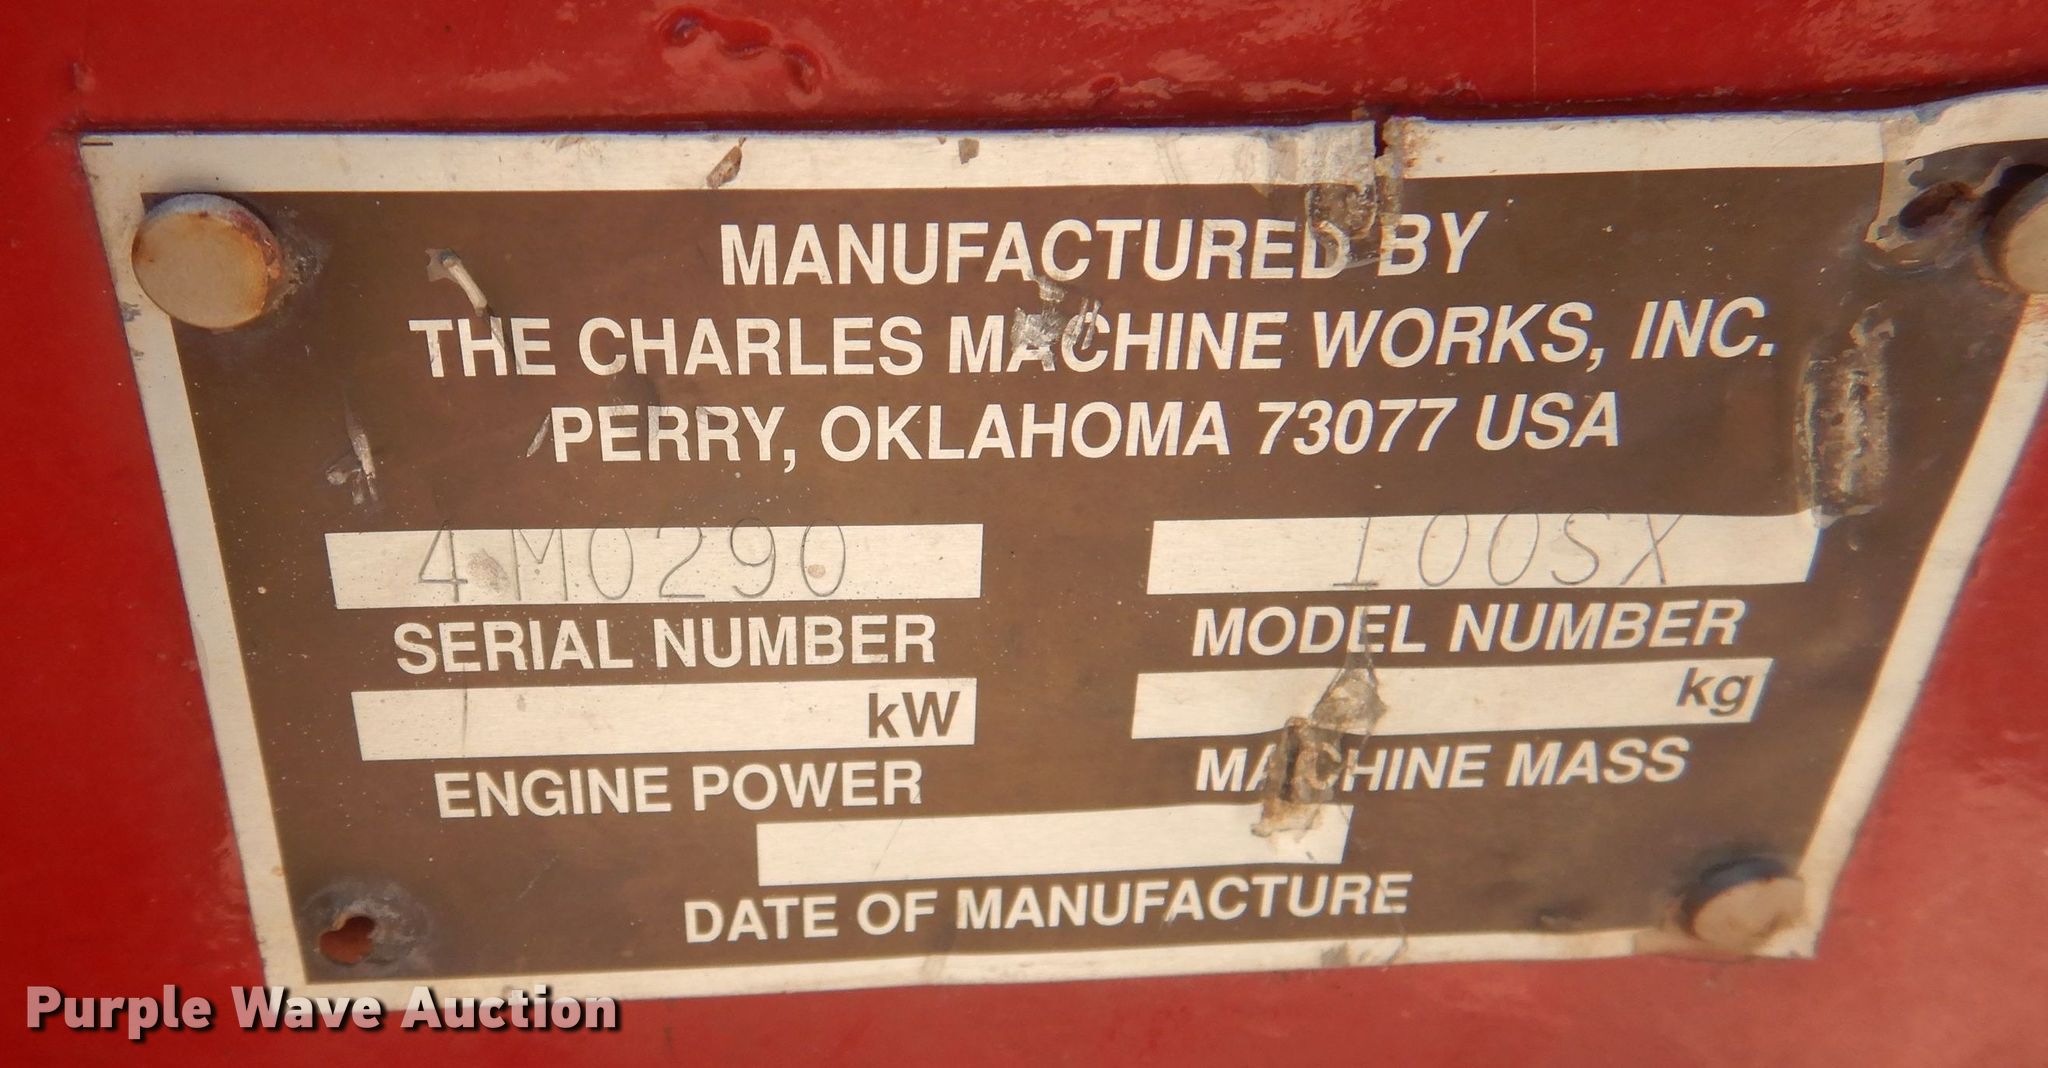 MANUFACTURED BY
THE CHARLES MACHINE WORKS, INC.
PERRY, OKLAHOMA 73077 USA
4M0290 100SX
SERIAL NUMBER MODEL NUMBER
kW kg
ENGINE POWER MACHINE MASS
DATE OF MANUFACTURE
Purple Wave Auction